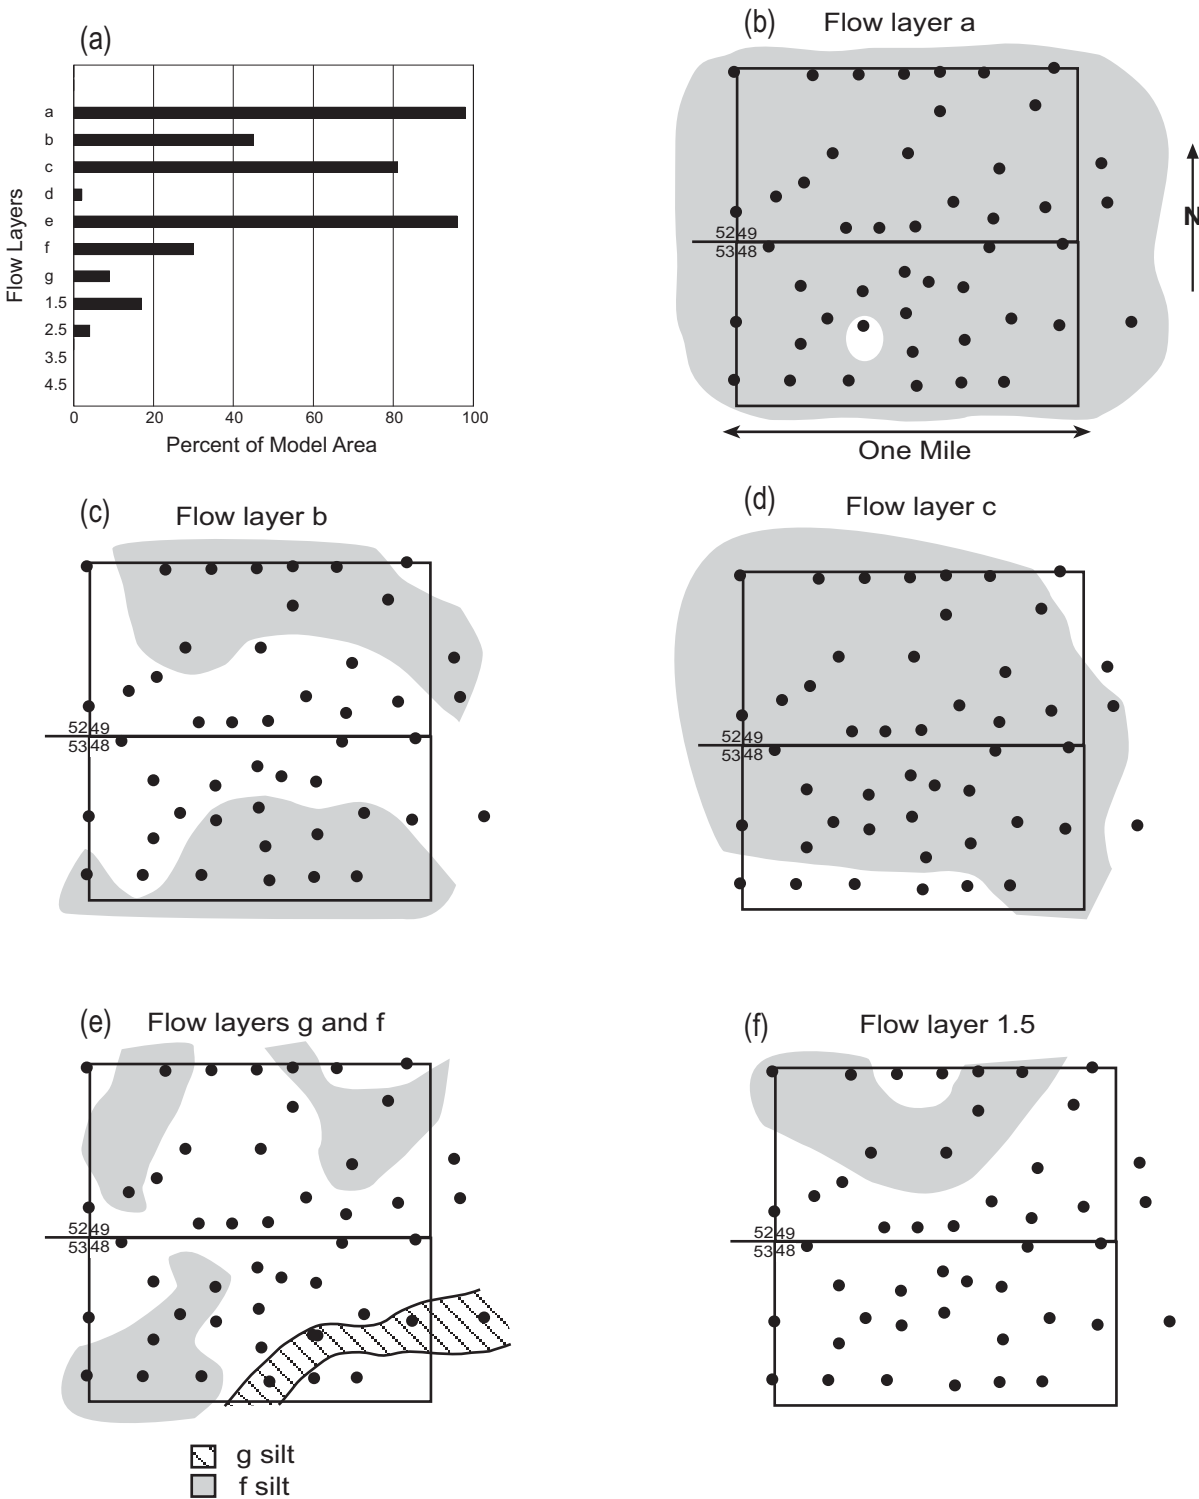 (a)
Flow Layers
a
b
c
d
e
f
g
1.5
2.5
3.5
4.5
0 20 40 60 80 100
Percent of Model Area
(b) Flow layer a
52 49
53 48
N
One Mile
(c) Flow layer b
52 49
53 48
(d) Flow layer c
52 49
53 48
(e) Flow layers g and f
52 49
53 48
g silt
f silt
(f) Flow layer 1.5
52 49
53 48